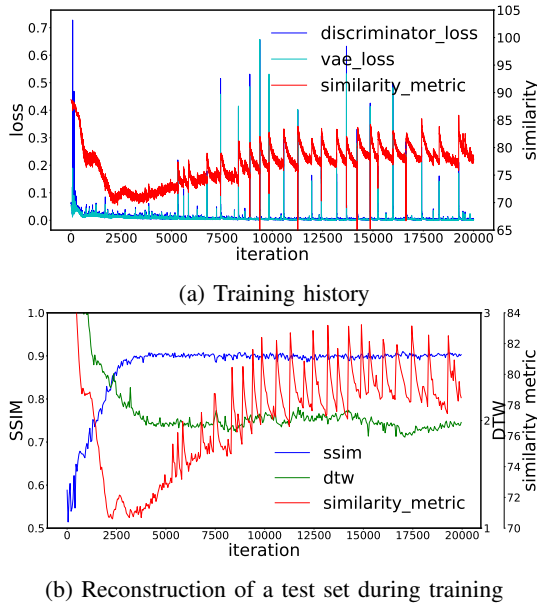 discriminator_loss
vae_loss
similarity_metric
loss
0.7
0.6
0.5
0.4
0.3
0.2
0.1
0.0
105
100
95
90
85
80
75
70
65
similarity
0 2500 5000 7500 10000 12500 15000 17500 20000
iteration
(a) Training history
SSIM
1.0
0.9
0.8
0.7
0.6
0.5
3
2
1
DTW
84
82
80
78
76
74
72
70
similarity_metric
ssim
dtw
similarity_metric
0 2500 5000 7500 10000 12500 15000 17500 20000
iteration
(b) Reconstruction of a test set during training